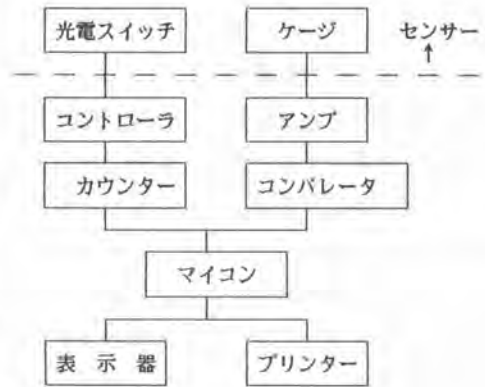 光電スイッチ ケージ センサー
↑
コントローラ アンプ
カウンター コンパレータ
マイコン
表 示 器 プリンター